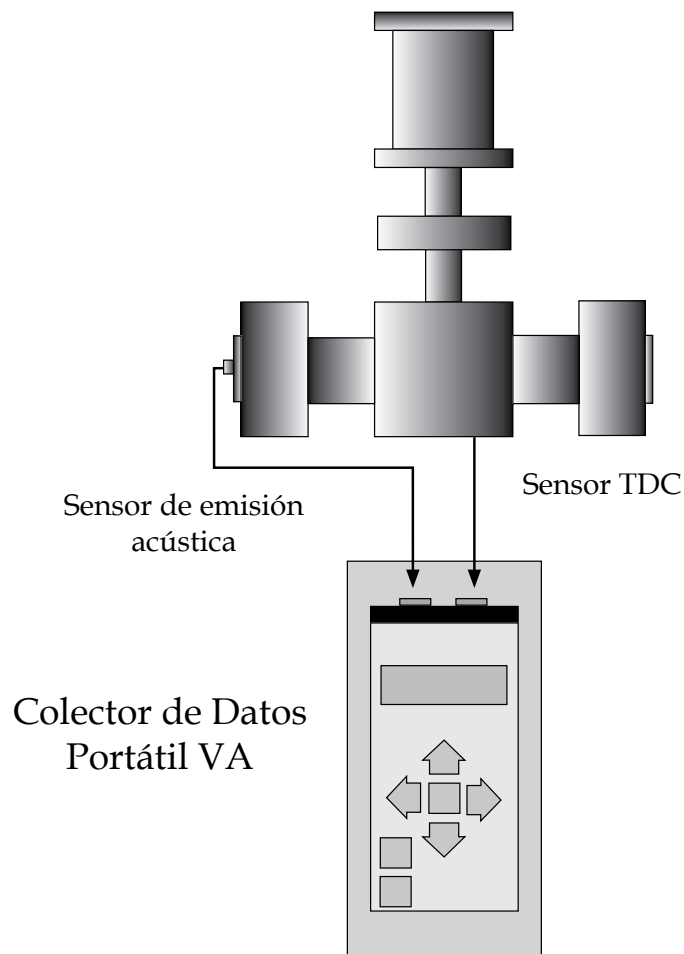 Sensor TDC
Sensor de emisión
acústica
Colector de Datos
Portátil VA